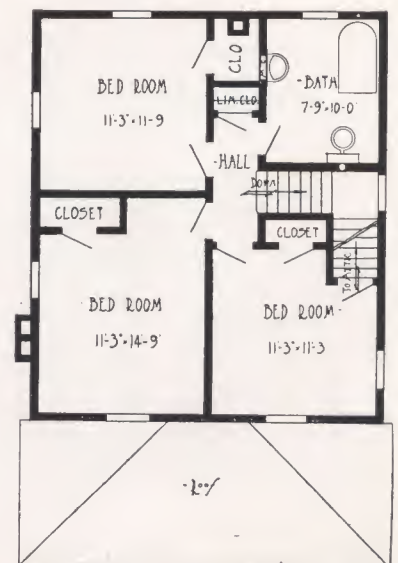 BED ROOM
11'-3"×11-9
CLO
LIN. CLO.
-BATH-
7'-9"×10-0"
-HALL-
DOWN
CLOSET
CLOSET
TO ATTIC
BED ROOM
11'-3"×14-9"
BED ROOM
11'-3"×11-3
-Roof